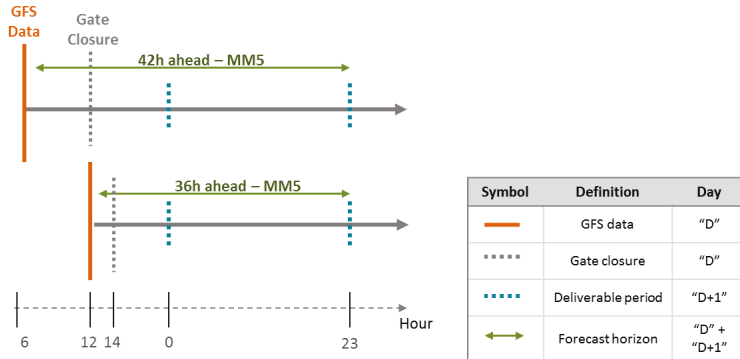 GFS
Data
Gate
Closure
42h ahead – MM5
36h ahead – MM5
Hour
6 12 14 0 23
Symbol Definition Day
GFS data “D”
Gate closure “D”
Deliverable period “D+1”
Forecast horizon “D” +
“D+1”